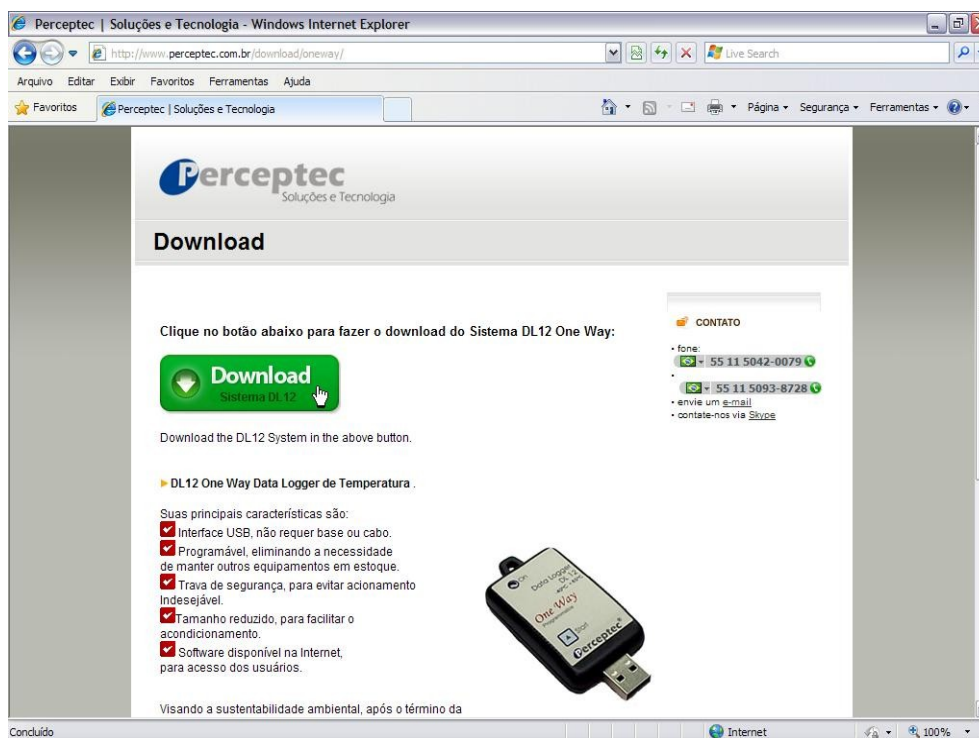 Perceptec | Soluções e Tecnologia - Windows Internet Explorer
http://www.perceptec.com.br/download/oneway/
Live Search
Arquivo Editar Exibir Favoritos Ferramentas Ajuda
Favoritos
Perceptec | Soluções e Tecnologia
Página
Segurança
Ferramentas
Perceptec
Soluções e Tecnologia
Download
Clique no botão abaixo para fazer o download do Sistema DL12 One Way:
Download
Sistema DL12
Download the DL12 System in the above button.
DL12 One Way Data Logger de Temperatura .
Suas principais características são:
Interface USB, não requer base ou cabo.
Programável, eliminando a necessidade
de manter outros equipamentos em estoque.
Trava de segurança, para evitar acionamento
Indesejável.
Tamanho reduzido, para facilitar o
acondicionamento.
Software disponível na Internet,
para acesso dos usuários.
Visando a sustentabilidade ambiental, após o término da
CONTATO
• fone:
55 11 5042-0079
•
55 11 5093-8728
• envie um e-mail
• contate-nos via Skype
On
Data Logger
DL 12
One Way
Programmable
Start
Perceptec
Concluído
Internet
100%